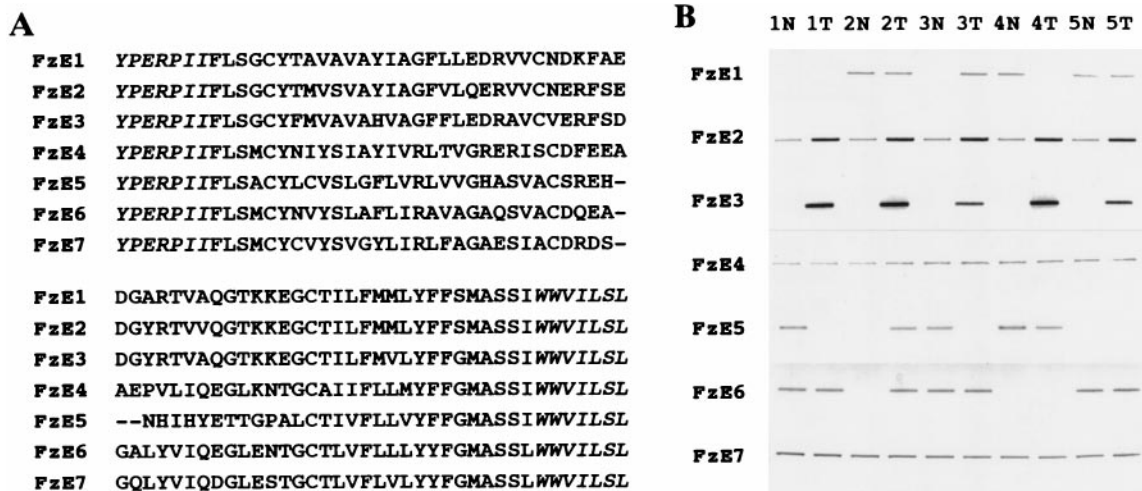 A
FzE1 YPERPIIFLSGCYTAVAVAYIAGFLLEDRVVCNDKFAE
FzE2 YPERPIIFLSGCYTMVSVAYIAGFVLQERVVCNERFSE
FzE3 YPERPIIFLSGCYFMVAVAHVAGFFLEDRAVCVERFSD
FzE4 YPERPIIFLSMCYNIYSIAYIVRLTVGRERISCDFEEA
FzE5 YPERPIIFLSACYLCVSLGFLVRLVVGHASVACSREH-
FzE6 YPERPIIFLSMCYNVYSLAFLIRAVAGAQSVACDQEA-
FzE7 YPERPIIFLSMCYCVYSVGYLIRLFAGAESIACDRDS-
FzE1 DGARTVAQGTKKEGCTILFMMLYFFSMASSIWWVILSL
FzE2 DGYRTVVQGTKKEGCTILFMMLYFFSMASSIWWVILSL
FzE3 DGYRTVAQGTKKEGCTILFMVLYFFGMASSIWWVILSL
FzE4 AEPVLIQEGLKNTGCAIIFLLMYFFGMASSIWWVILSL
FzE5 --NHIHYETTGPALCTIVFLLVYFFGMASSIWWVILSL
FzE6 GALYVIQEGLENTGCTLVFLLLYYFGMASSLWWVILSL
FzE7 GQLYVIQDGLESTGCTLVFLVLYYFGMASSLWWVILSL
B
1N 1T 2N 2T 3N 3T 4N 4T 5N 5T
FzE1
FzE2
FzE3
FzE4
FzE5
FzE6
FzE7